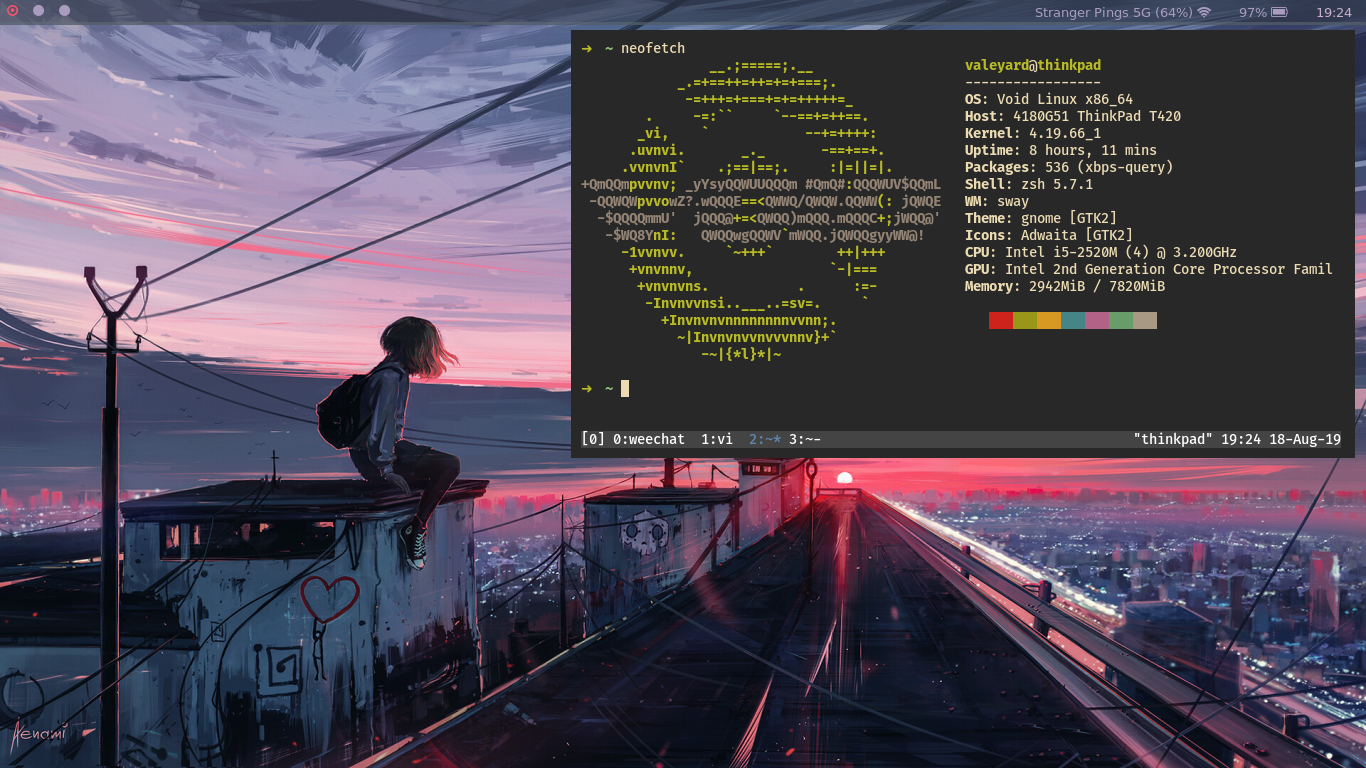 Stranger Pings 5G (64%) 97% 19:24
➜ ~ neofetch
__.;=====;.__
_.=+==++=++=+=+===;.
-=+++=+===+=+=+++++=_
. -=:`` `--==+=++==.
_vi, ` --+=++++:
.uvnvi. _._ -==+==+.
.vvnvnI` .;==|==;. :|=||=|.
+QmQQmpvvnv; _yYsyQQWUUQQQm #QmQ#:QQQWUV$QQmL
-QQWQWpvvowZ?.wQQQE==<QWWQ/QWQW.QQWW(: jQWQE
-$QQQQmmU' jQQQ@+=<QWQQ)mQQQ.mQQQC+;jWQQ@'
-$WQ8YnI: QWQQwgQQWV`mWQQ.jQWQQgyyWW@!
-1vvnvv. `~+++` ++|+++
+vnvnnv, `-|===
+vnvnvns. . :=-
-Invnvvnsi..___..=sv=. `
+Invnvnvnnnnnnnnvvnn;.
~|Invnvnvvnvvvnnv}+`
-~|{*l}*|~
valeyard@thinkpad
-----------------
OS: Void Linux x86_64
Host: 4180G51 ThinkPad T420
Kernel: 4.19.66_1
Uptime: 8 hours, 11 mins
Packages: 536 (xbps-query)
Shell: zsh 5.7.1
WM: sway
Theme: gnome [GTK2]
Icons: Adwaita [GTK2]
CPU: Intel i5-2520M (4) @ 3.200GHz
GPU: Intel 2nd Generation Core Processor Famil
Memory: 2942MiB / 7820MiB
➜ ~
[0] 0:weechat 1:vi 2:~* 3:~- "thinkpad" 19:24 18-Aug-19
Aenami